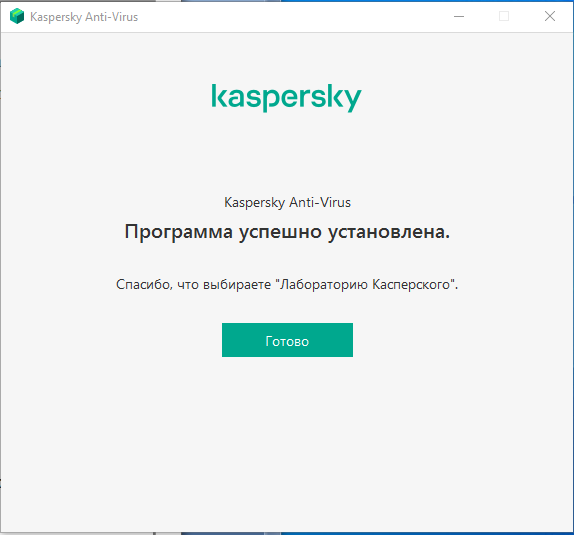 Kaspersky Anti-Virus
kaspersky
Kaspersky Anti-Virus
Программа успешно установлена.
Спасибо, что выбираете "Лабораторию Касперского".
Готово